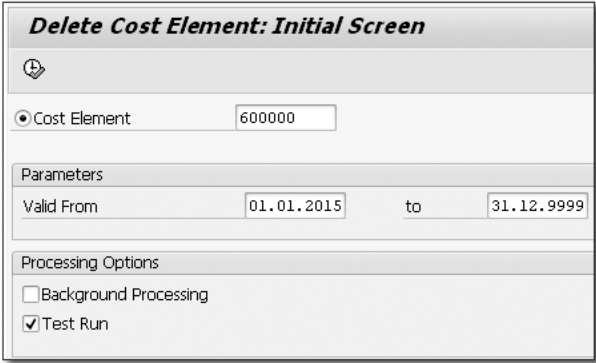 Delete Cost Element: Initial Screen
Cost Element 600000
Parameters
Valid From 01.01.2015 to 31.12.9999
Processing Options
Background Processing
Test Run